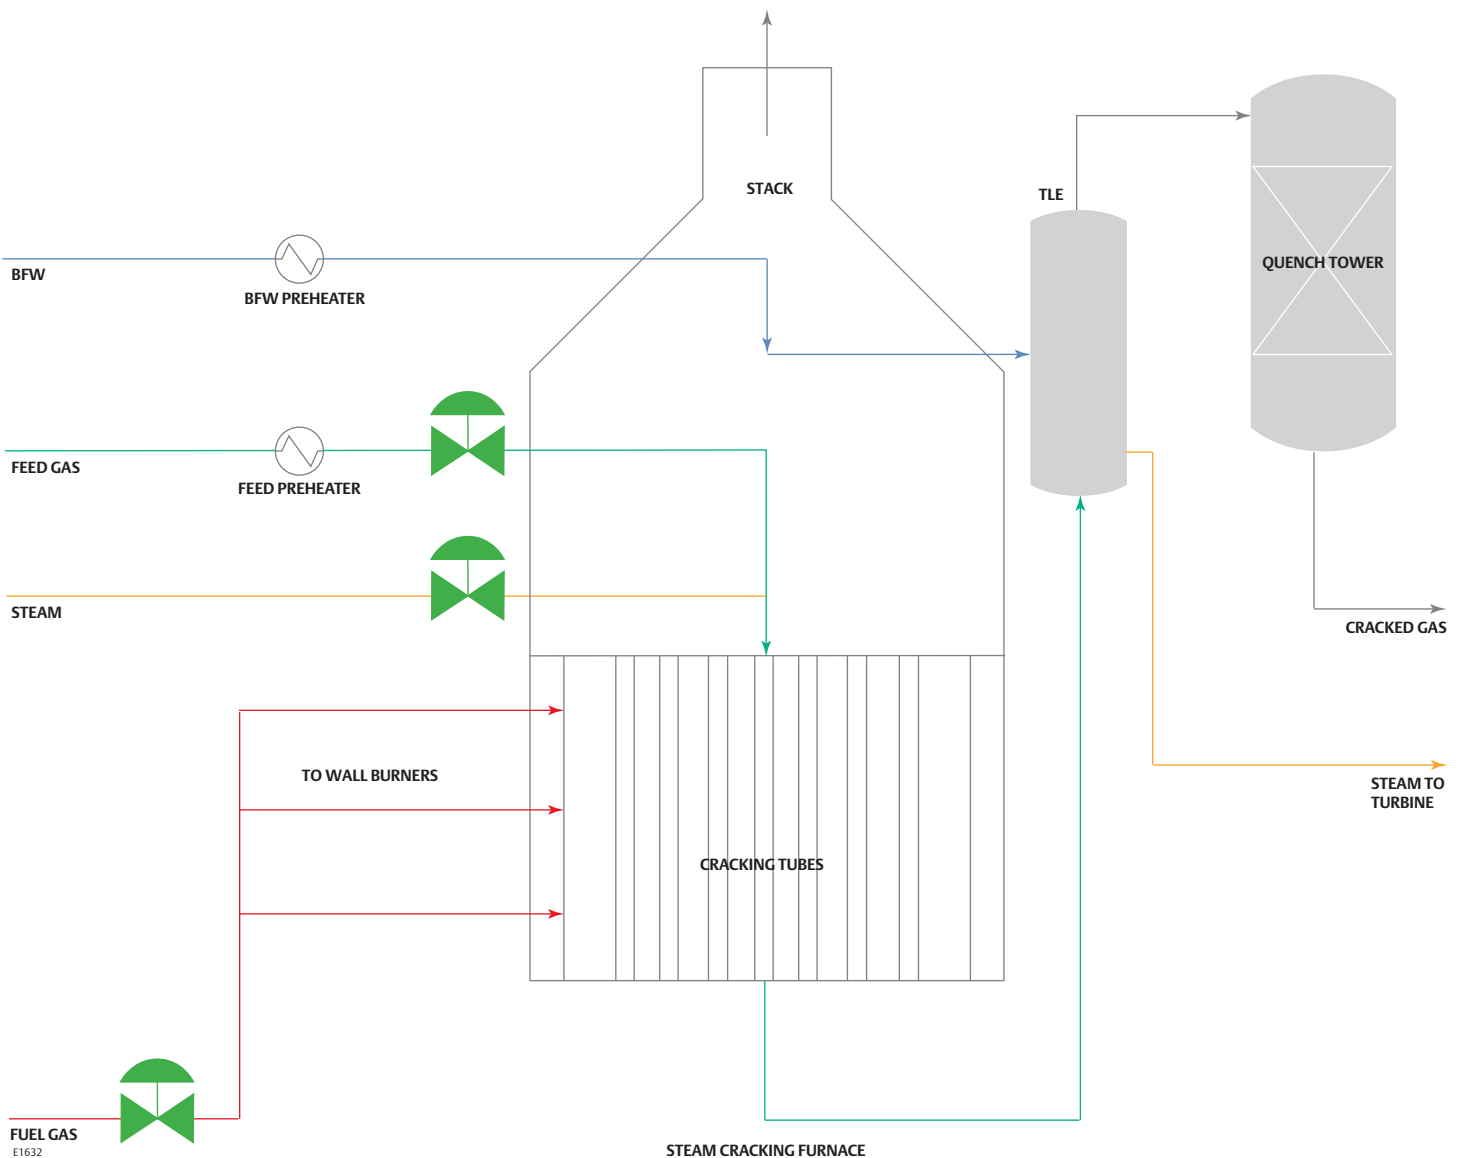 STACK
TLE
QUENCH TOWER
BFW
BFW PREHEATER
FEED GAS
FEED PREHEATER
STEAM
CRACKED GAS
TO WALL BURNERS
STEAM TO
TURBINE
CRACKING TUBES
FUEL GAS
E1632
STEAM CRACKING FURNACE